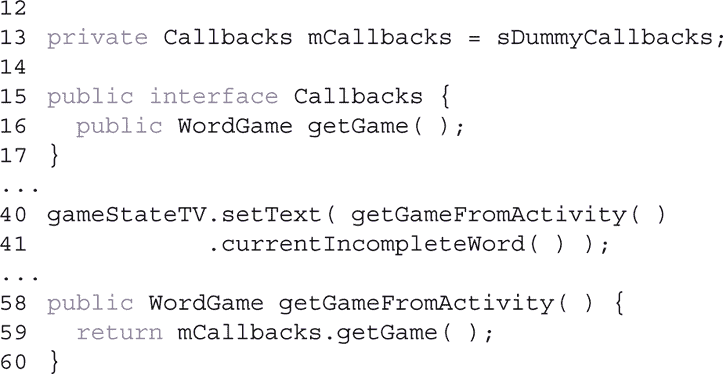 12
13 private Callbacks mCallbacks = sDummyCallbacks;
14
15 public interface Callbacks {
16   public WordGame getGame( );
17 }
...
40 gameStateTV.setText( getGameFromActivity( )
41           .currentIncompleteWord( ) );
...
58 public WordGame getGameFromActivity( ) {
59   return mCallbacks.getGame( );
60 }